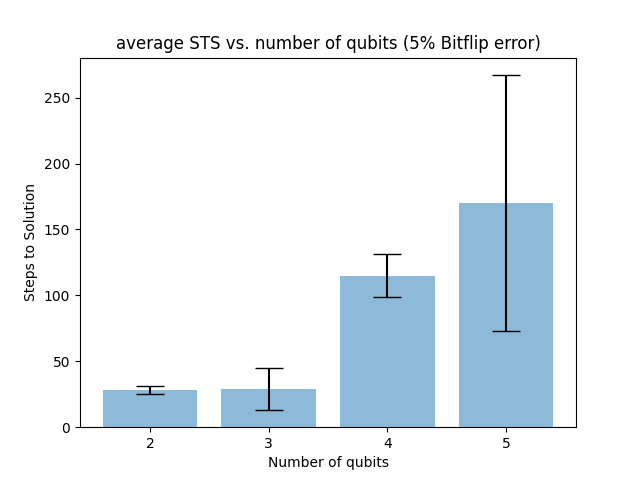 average STS vs. number of qubits (5% Bitflip error)
250
200
150
100
50
0
Steps to Solution
2 3 4 5
Number of qubits